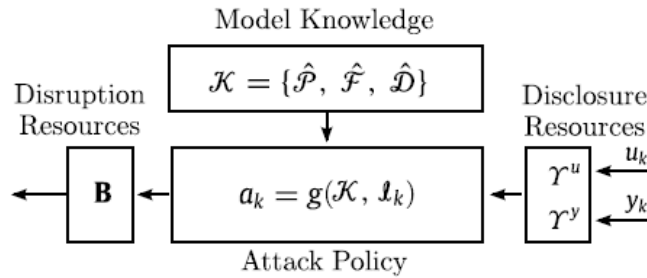 Model Knowledge
𝒦 = {𝒫̂, ℱ̂, 𝒟̂}
Disruption
Resources
Disclosure
Resources
B
a_k = g(𝒦, 𝓘_k)
Υ^u
Υ^y
u_k
y_k
Attack Policy